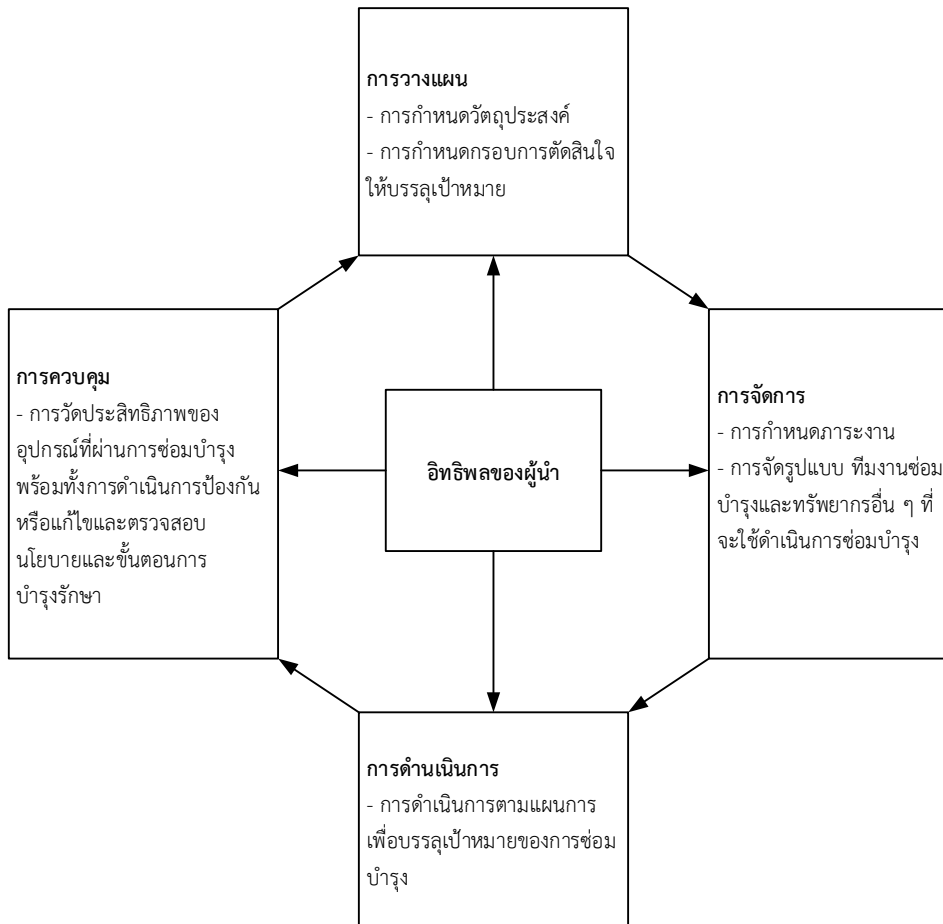 การวางแผน
- การกำหนดวัตถุประสงค์
- การกำหนดกรอบการตัดสินใจ
ให้บรรลุเป้าหมาย
การควบคุม
- การวัดประสิทธิภาพของ
อุปกรณ์ที่ผ่านการซ่อมบำรุง
พร้อมทั้งการดำเนินการป้องกัน
หรือแก้ไขและตรวจสอบ
นโยบายและขั้นตอนการ
บำรุงรักษา
อิทธิพลของผู้นำ
การจัดการ
- การกำหนดภาระงาน
- การจัดรูปแบบ ทีมงานซ่อม
บำรุงและทรัพยากรอื่น ๆ ที่
จะใช้ดำเนินการซ่อมบำรุง
การด่านเนินการ
- การดำเนินการตามแผนการ
เพื่อบรรลุเป้าหมายของการซ่อม
บำรุง